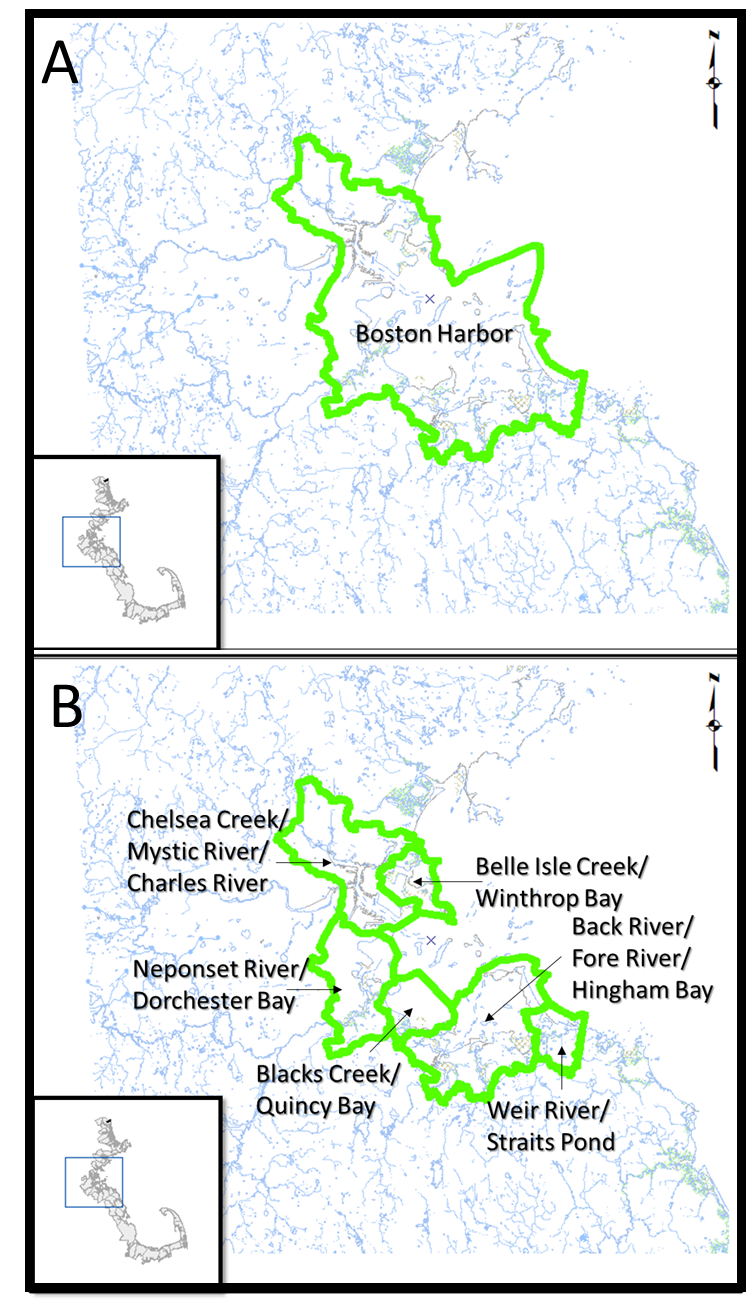 A
N
Boston Harbor
B
N
Chelsea Creek/
Mystic River/
Charles River
Belle Isle Creek/
Winthrop Bay
Back River/
Fore River/
Hingham Bay
Neponset River/
Dorchester Bay
Blacks Creek/
Quincy Bay
Weir River/
Straits Pond